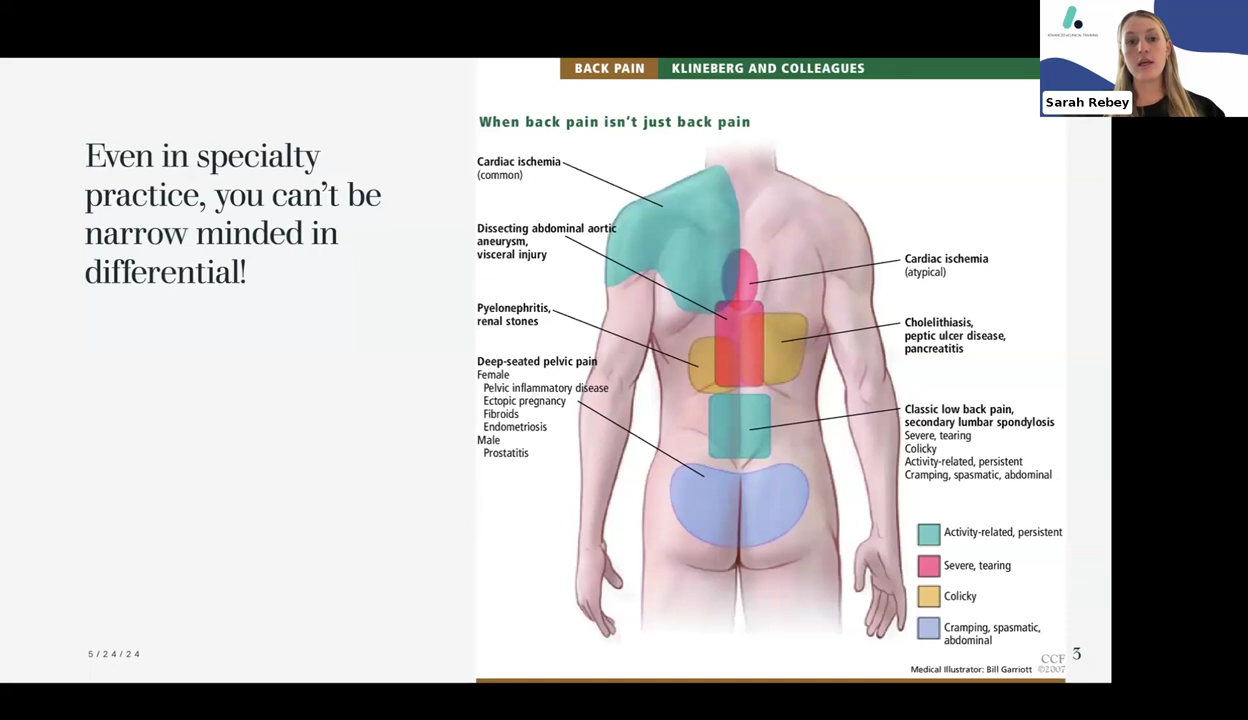 Even in specialty
practice, you can't be
narrow minded in
differential!
5/24/24
BACK PAIN
KLINEBERG AND COLLEAGUES
When back pain isn't just back pain
Cardiac ischemia
(common)
Dissecting abdominal aortic
aneurysm,
visceral injury
Pyelonephritis,
renal stones
Deep-seated pelvic pain
Female
Pelvic inflammatory disease
Ectopic pregnancy
Fibroids
Endometriosis
Male
Prostatitis
Cardiac ischemia
(atypical)
Cholelithiasis,
peptic ulcer disease,
pancreatitis
Classic low back pain,
secondary lumbar spondylosis
Severe, tearing
Colicky
Activity-related, persistent
Cramping, spasmatic, abdominal
Activity-related, persistent
Severe, tearing
Colicky
Cramping, spasmatic,
abdominal
CCF
©2007
Medical Illustrator: Bill Garriott
3
ADVANCED eCLINICAL TRAINING
Sarah Rebey